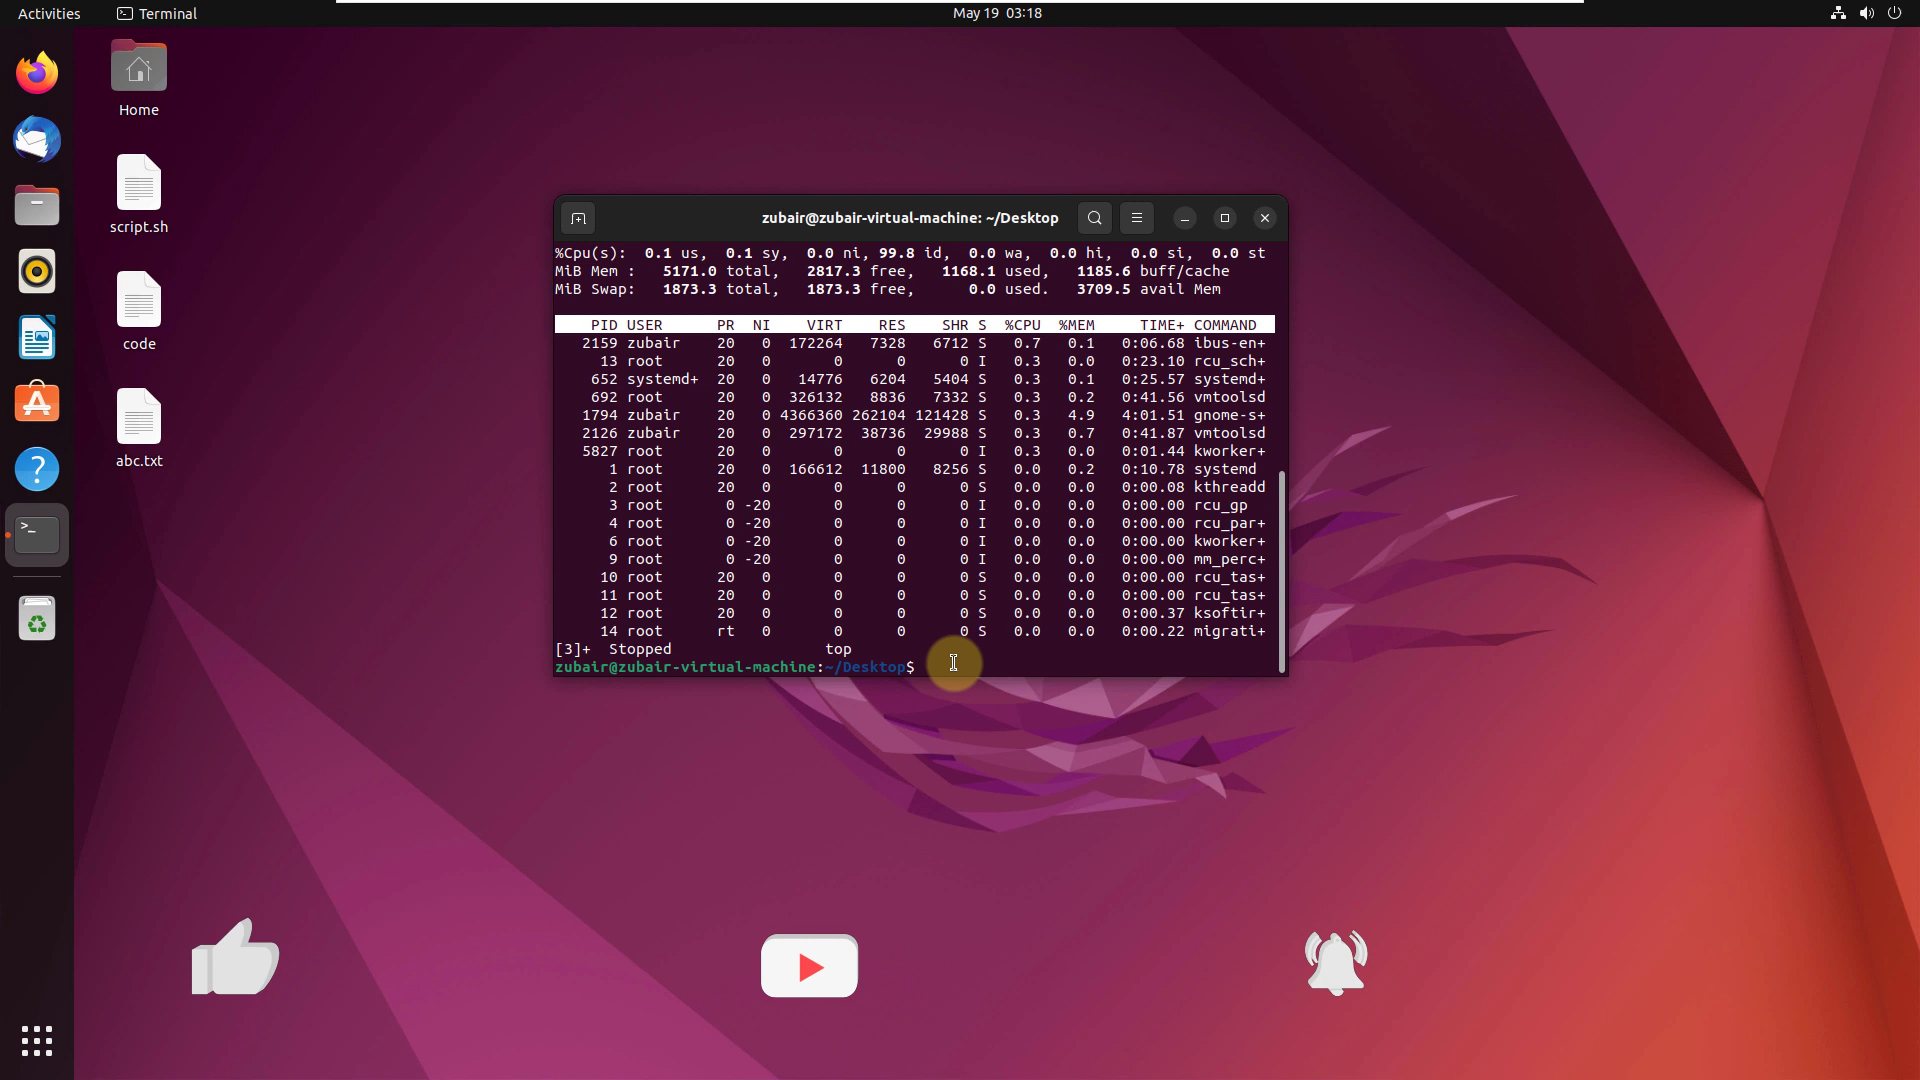 Activities
Terminal
May 19 03:18
Home
script.sh
code
abc.txt
zubair@zubair-virtual-machine: ~/Desktop
%Cpu(s):  0.1 us,  0.1 sy,  0.0 ni, 99.8 id,  0.0 wa,  0.0 hi,  0.0 si,  0.0 st
MiB Mem :   5171.0 total,   2817.3 free,   1168.1 used,   1185.6 buff/cache
MiB Swap:   1873.3 total,   1873.3 free,      0.0 used.   3709.5 avail Mem
PID USER      PR  NI    VIRT    RES    SHR S  %CPU  %MEM     TIME+ COMMAND
2159 zubair    20   0  172264   7328   6712 S   0.7   0.1   0:06.68 ibus-en+
13 root      20   0       0      0      0 I   0.3   0.0   0:23.10 rcu_sch+
652 systemd+  20   0   14776   6204   5404 S   0.3   0.1   0:25.57 systemd+
692 root      20   0  326132   8836   7332 S   0.3   0.2   0:41.56 vmtoolsd
1794 zubair    20   0 4366360 262104 121428 S   0.3   4.9   4:01.51 gnome-s+
2126 zubair    20   0  297172  38736  29988 S   0.3   0.7   0:41.87 vmtoolsd
5827 root      20   0       0      0      0 I   0.3   0.0   0:01.44 kworker+
1 root      20   0  166612  11800   8256 S   0.0   0.2   0:10.78 systemd
2 root      20   0       0      0      0 S   0.0   0.0   0:00.08 kthreadd
3 root       0 -20       0      0      0 I   0.0   0.0   0:00.00 rcu_gp
4 root       0 -20       0      0      0 I   0.0   0.0   0:00.00 rcu_par+
6 root       0 -20       0      0      0 I   0.0   0.0   0:00.00 kworker+
9 root       0 -20       0      0      0 I   0.0   0.0   0:00.00 mm_perc+
10 root      20   0       0      0      0 S   0.0   0.0   0:00.00 rcu_tas+
11 root      20   0       0      0      0 S   0.0   0.0   0:00.00 rcu_tas+
12 root      20   0       0      0      0 S   0.0   0.0   0:00.37 ksoftir+
14 root      rt   0       0      0      0 S   0.0   0.0   0:00.22 migrati+
[3]+  Stopped                 top
zubair@zubair-virtual-machine:~/Desktop$